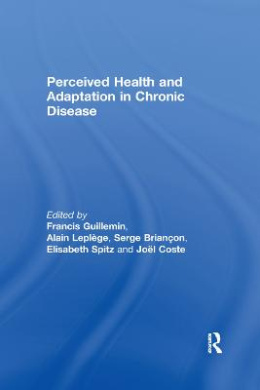 Perceived Health and
Adaptation in Chronic
Disease
Edited by
Francis Guillemin,
Alain Leplège, Serge Briançon,
Elisabeth Spitz and Joël Coste
Routledge